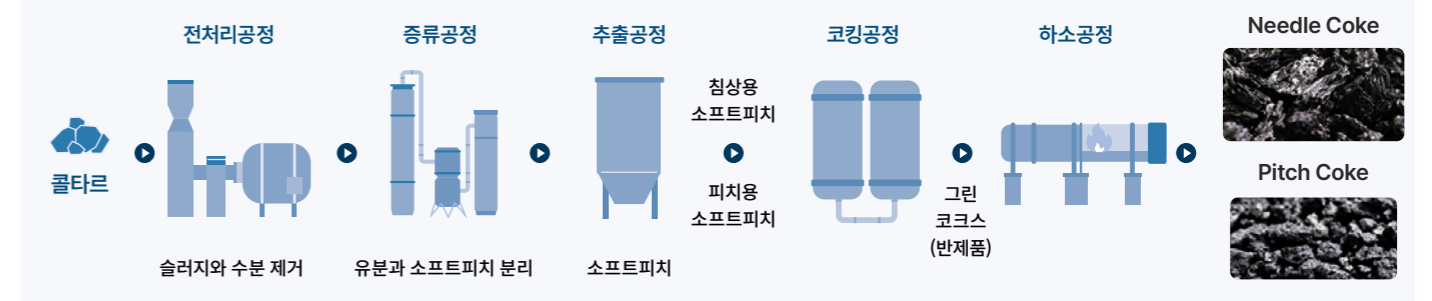 전처리공정
증류공정
추출공정
코킹공정
하소공정
콜타르
슬러지와 수분 제거
유분과 소프트피치 분리
소프트피치
침상용
소프트피치
피치용
소프트피치
그린
코크스
(반제품)
Needle Coke
Pitch Coke